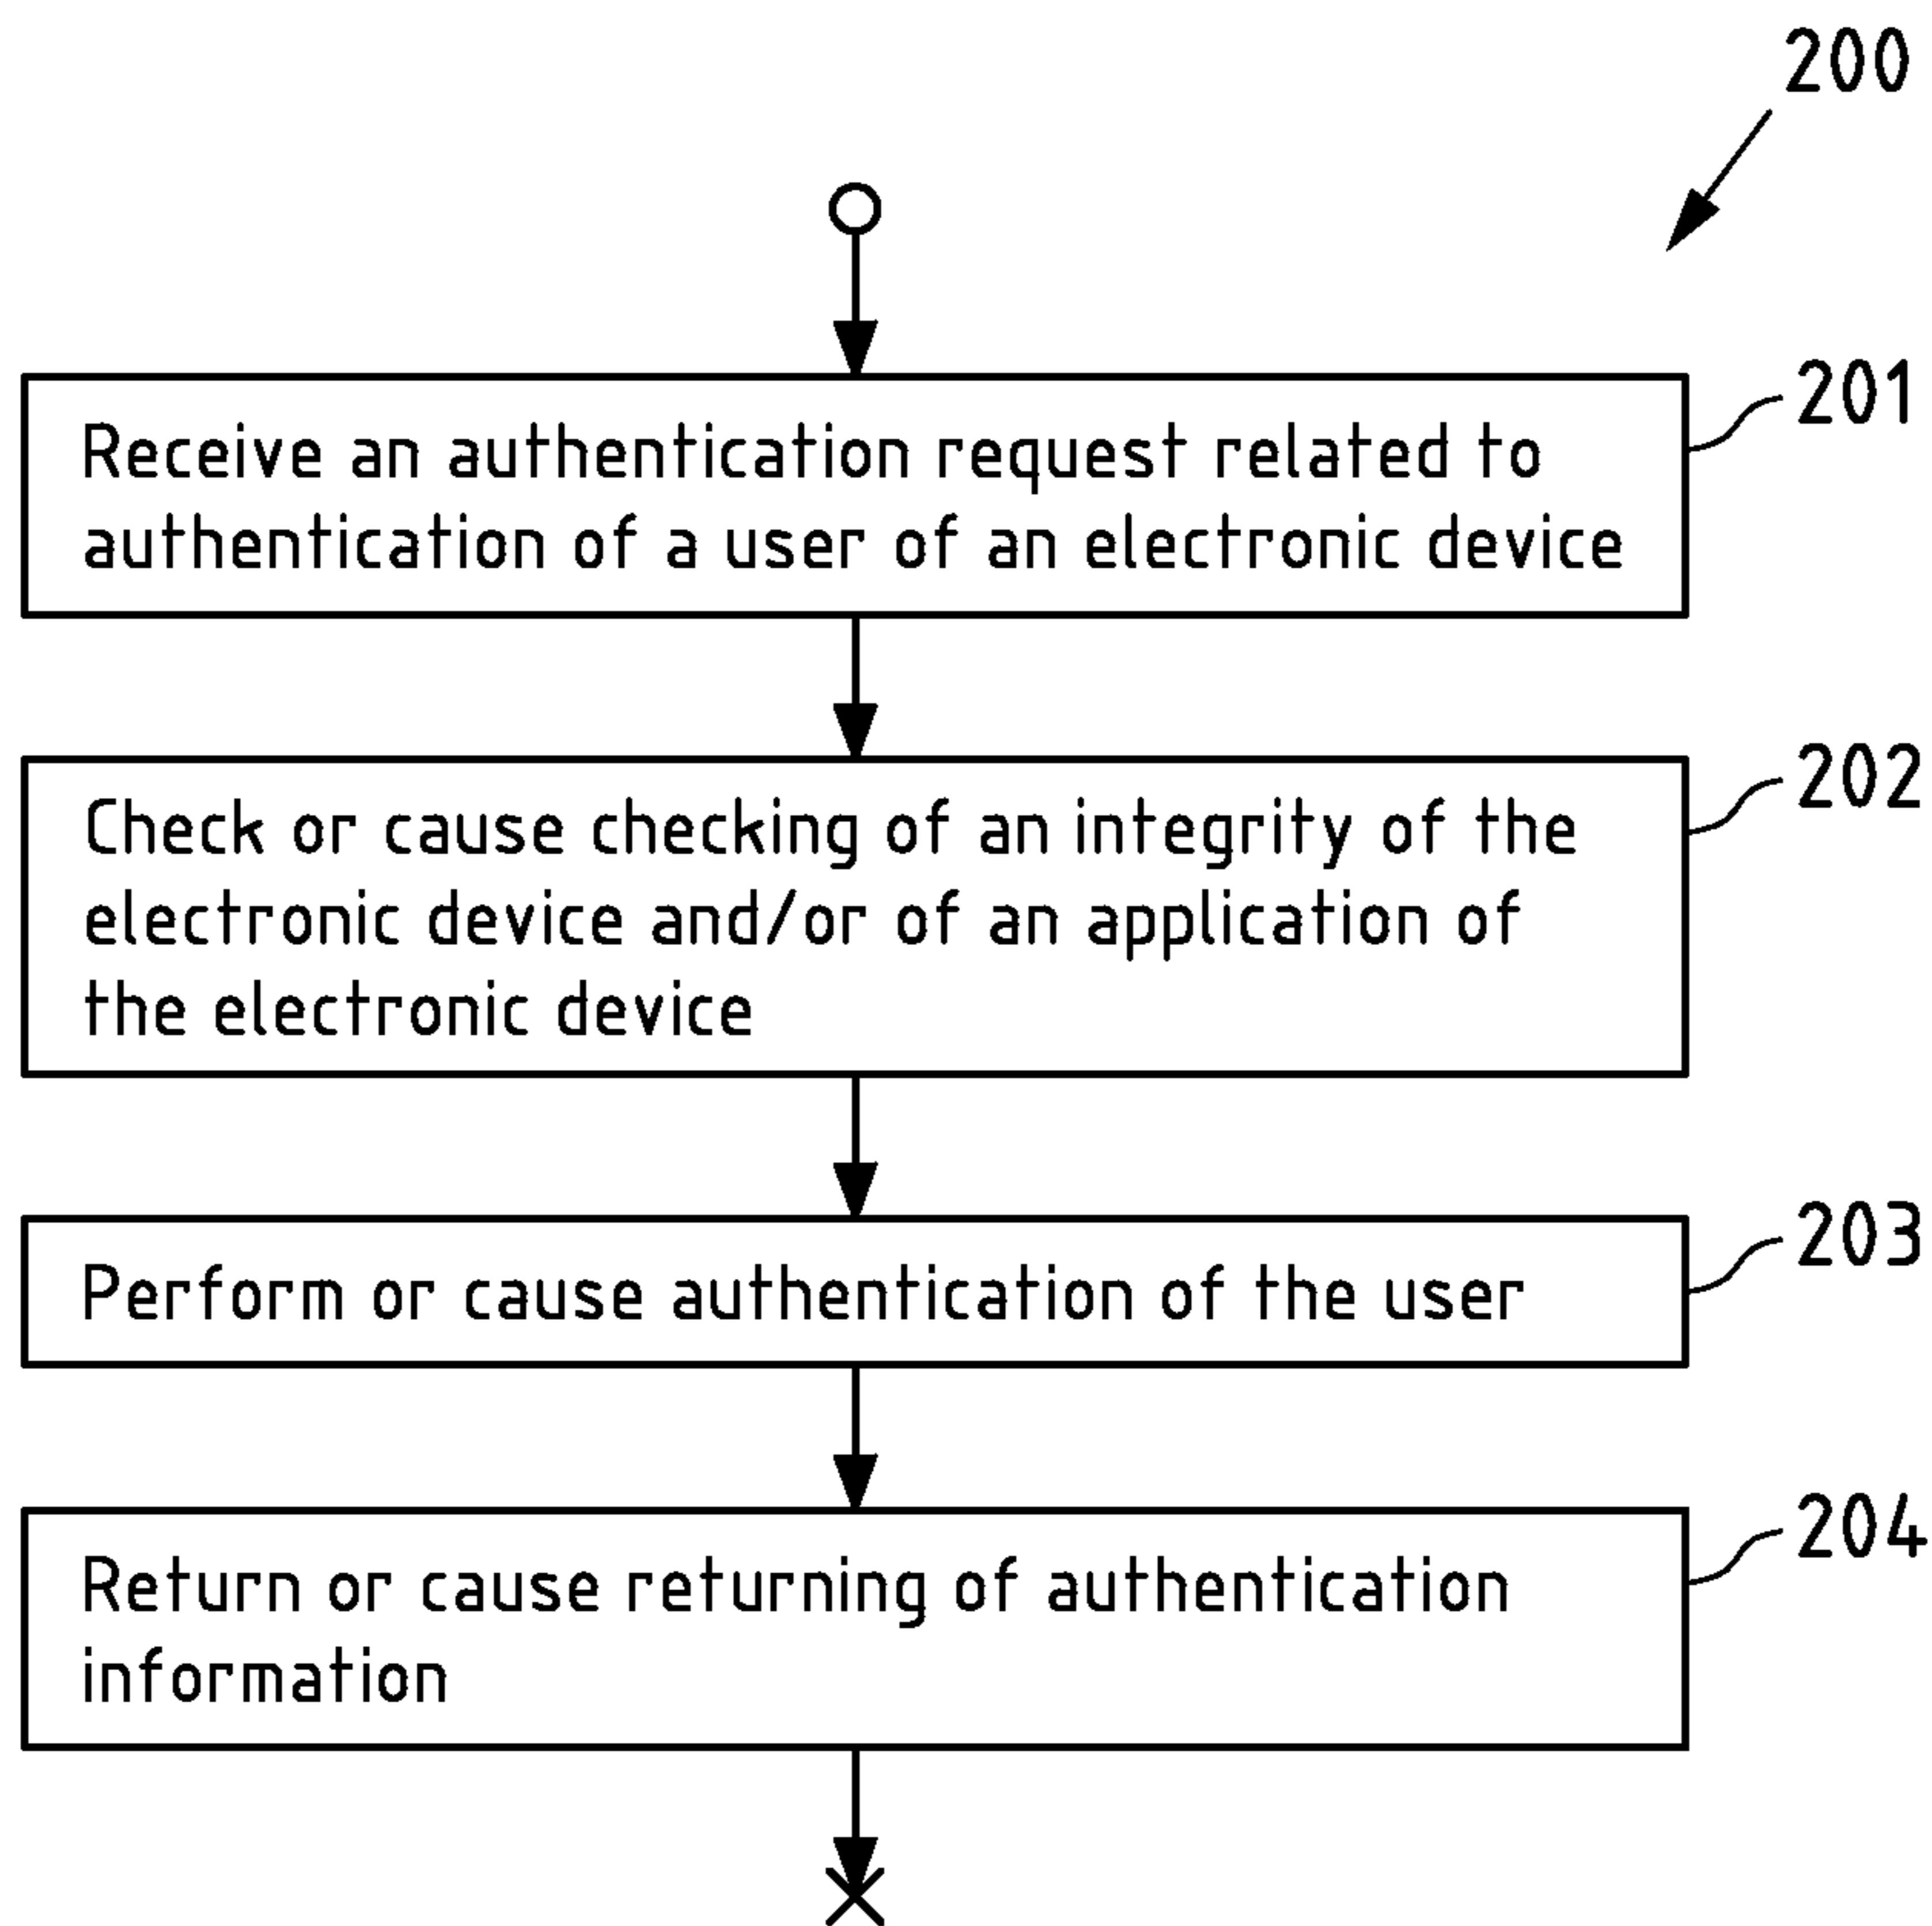 200
201
Receive an authentication request related to
authentication of a user of an electronic device
202
Check or cause checking of an integrity of the
electronic device and/or of an application of
the electronic device
203
Perform or cause authentication of the user
204
Return or cause returning of authentication
information